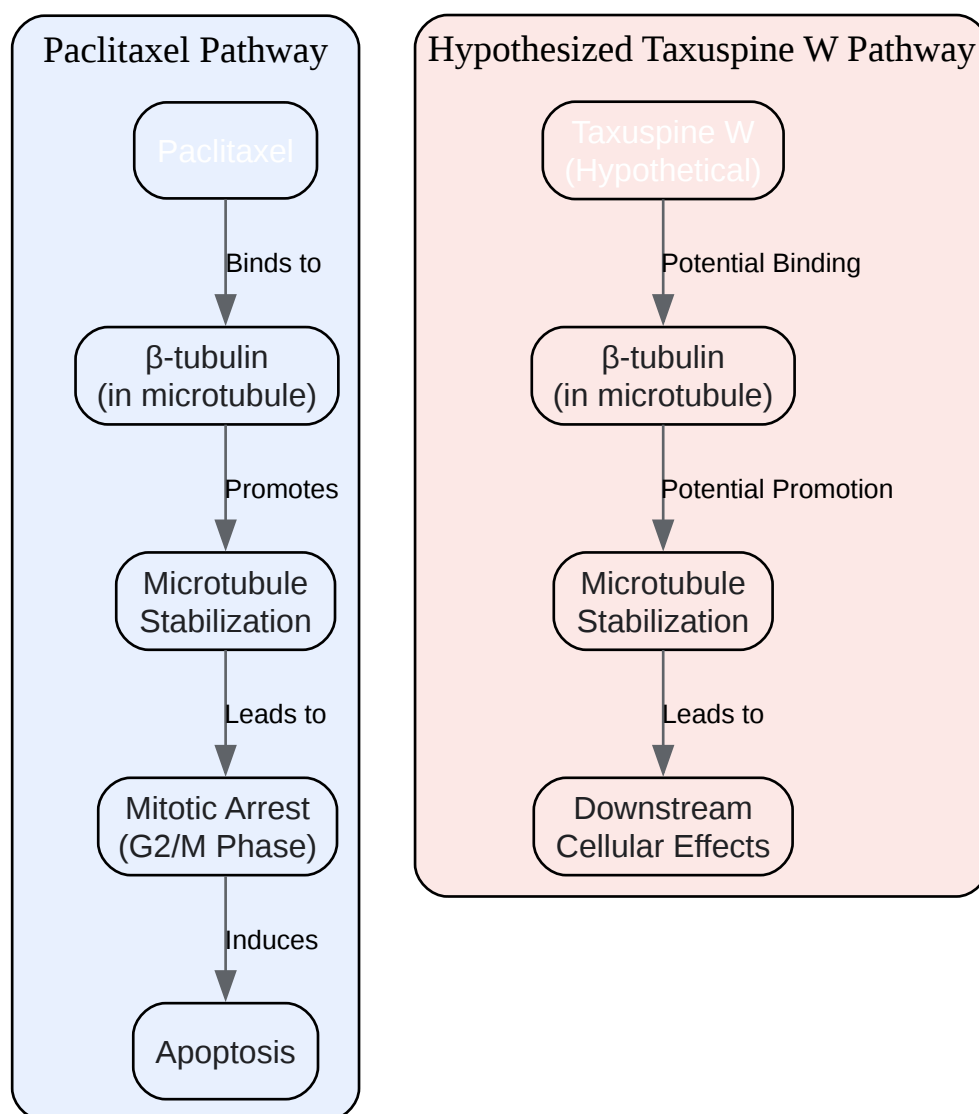 Paclitaxel Pathway
Paclitaxel
Binds to
β-tubulin
(in microtubule)
Promotes
Microtubule
Stabilization
Leads to
Mitotic Arrest
(G2/M Phase)
Induces
Apoptosis
Hypothesized Taxuspine W Pathway
Taxuspine W
(Hypothetical)
Potential Binding
β-tubulin
(in microtubule)
Potential Promotion
Microtubule
Stabilization
Leads to
Downstream
Cellular Effects